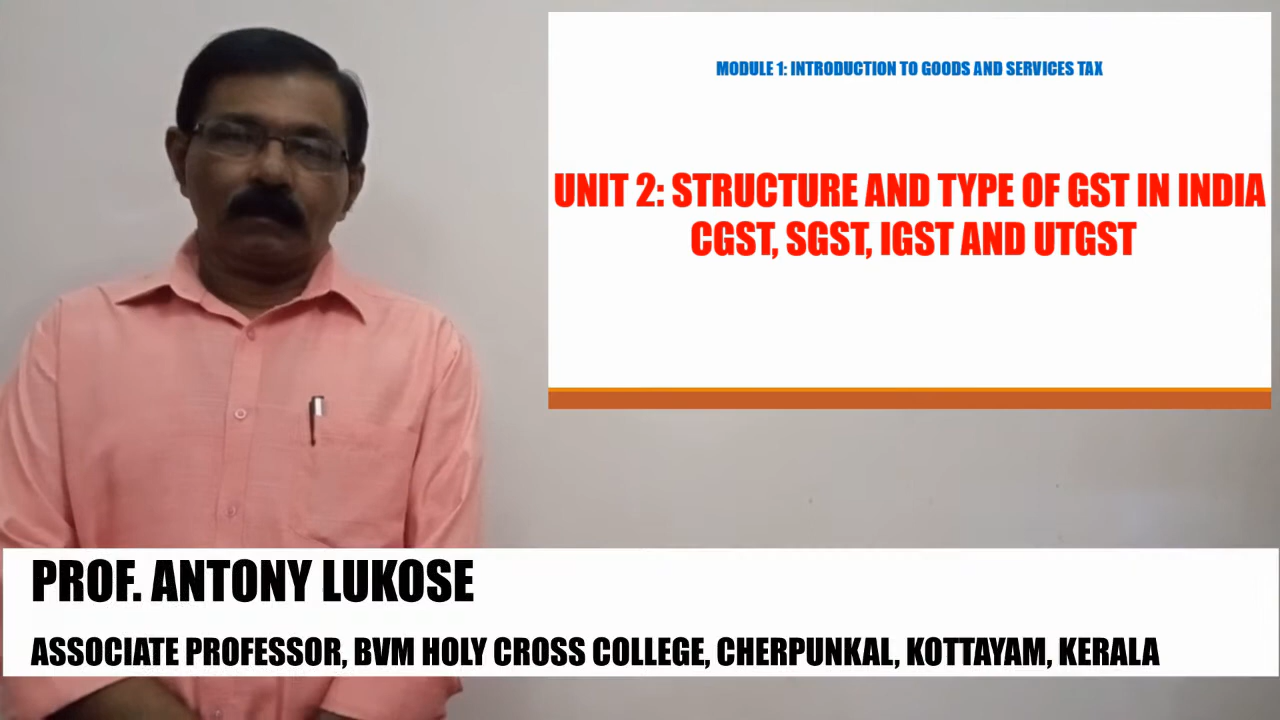 MODULE 1: INTRODUCTION TO GOODS AND SERVICES TAX
UNIT 2: STRUCTURE AND TYPE OF GST IN INDIA
CGST, SGST, IGST AND UTGST
PROF. ANTONY LUKOSE
ASSOCIATE PROFESSOR, BVM HOLY CROSS COLLEGE, CHERPUNKAL, KOTTAYAM, KERALA